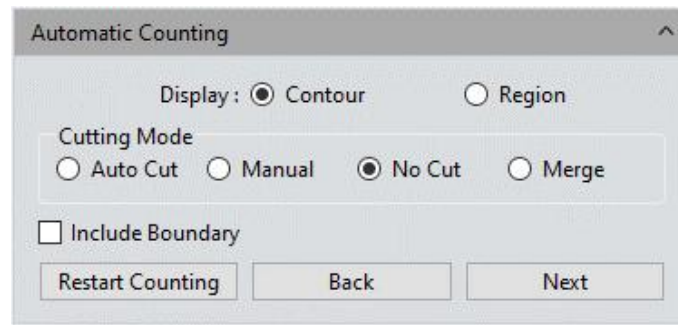 Automatic Counting
Display : Contour Region
Cutting Mode
Auto Cut Manual No Cut Merge
Include Boundary
Restart Counting Back Next